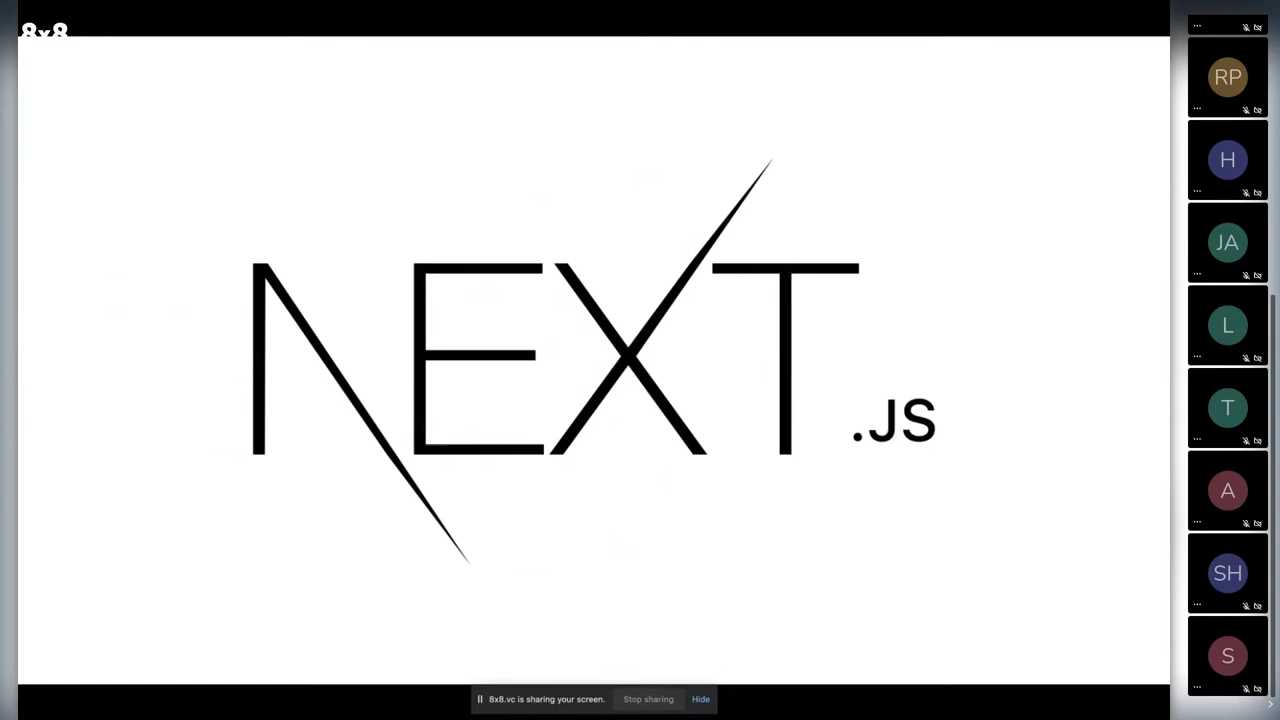 8x8
NEXT
.JS
RP
H
JA
L
T
A
SH
S
8x8.vc is sharing your screen. Stop sharing Hide